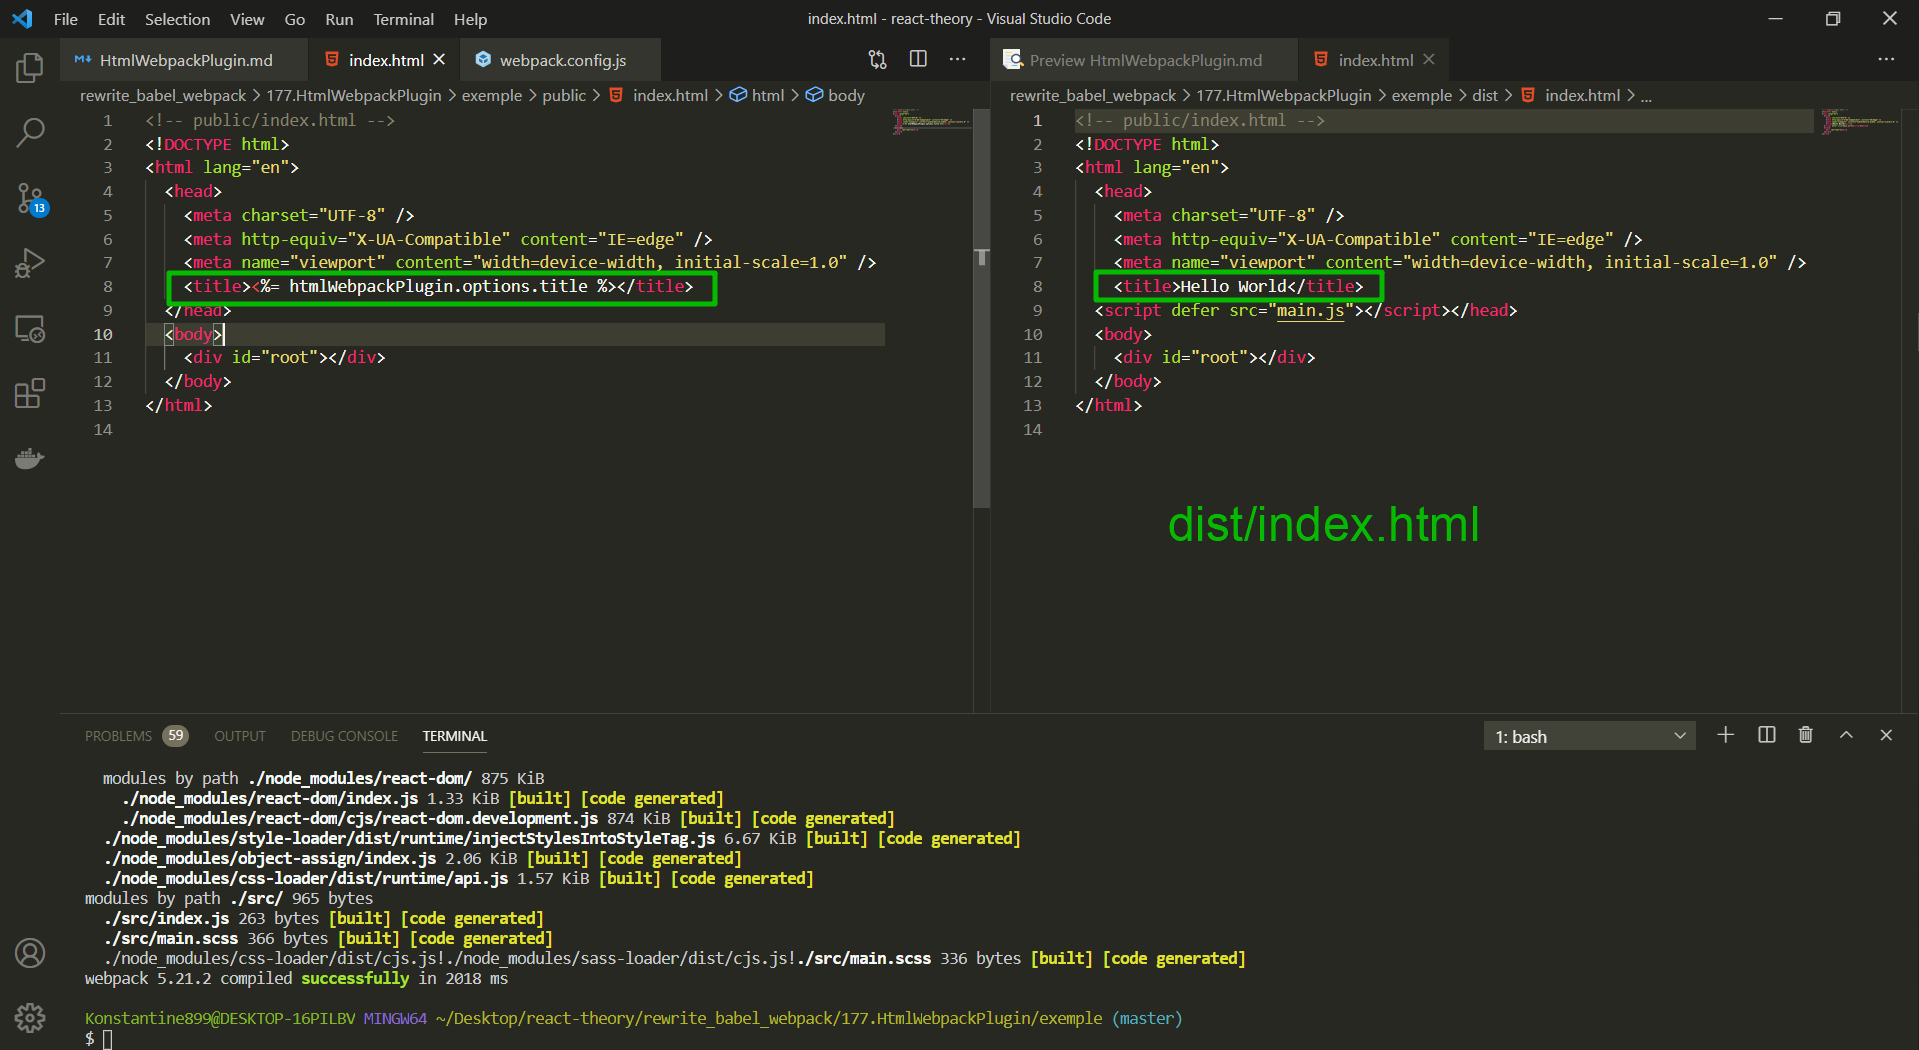 File Edit Selection View Go Run Terminal Help
index.html - react-theory - Visual Studio Code
HtmlWebpackPlugin.md
index.html
webpack.config.js
rewrite_babel_webpack > 177.HtmlWebpackPlugin > exemple > public > index.html > html > body
1 <!-- public/index.html -->
2 <!DOCTYPE html>
3 <html lang="en">
4 <head>
5 <meta charset="UTF-8" />
6 <meta http-equiv="X-UA-Compatible" content="IE=edge" />
7 <meta name="viewport" content="width=device-width, initial-scale=1.0" />
8 <title><%= htmlWebpackPlugin.options.title %></title>
9 </head>
10 <body>
11 <div id="root"></div>
12 </body>
13 </html>
14
Preview HtmlWebpackPlugin.md
index.html
rewrite_babel_webpack > 177.HtmlWebpackPlugin > exemple > dist > index.html > ...
1 <!-- public/index.html -->
2 <!DOCTYPE html>
3 <html lang="en">
4 <head>
5 <meta charset="UTF-8" />
6 <meta http-equiv="X-UA-Compatible" content="IE=edge" />
7 <meta name="viewport" content="width=device-width, initial-scale=1.0" />
8 <title>Hello World</title>
9 <script defer src="main.js"></script></head>
10 <body>
11 <div id="root"></div>
12 </body>
13 </html>
14
dist/index.html
13
PROBLEMS 59 OUTPUT DEBUG CONSOLE TERMINAL
1: bash
modules by path ./node_modules/react-dom/ 875 KiB
./node_modules/react-dom/index.js 1.33 KiB [built] [code generated]
./node_modules/react-dom/cjs/react-dom.development.js 874 KiB [built] [code generated]
./node_modules/style-loader/dist/runtime/injectStylesIntoStyleTag.js 6.67 KiB [built] [code generated]
./node_modules/object-assign/index.js 2.06 KiB [built] [code generated]
./node_modules/css-loader/dist/runtime/api.js 1.57 KiB [built] [code generated]
modules by path ./src/ 965 bytes
./src/index.js 263 bytes [built] [code generated]
./src/main.scss 366 bytes [built] [code generated]
./node_modules/css-loader/dist/cjs.js!./node_modules/sass-loader/dist/cjs.js!./src/main.scss 336 bytes [built] [code generated]
webpack 5.21.2 compiled successfully in 2018 ms
Konstantine899@DESKTOP-16PILBV MINGW64 ~/Desktop/react-theory/rewrite_babel_webpack/177.HtmlWebpackPlugin/exemple (master)
$